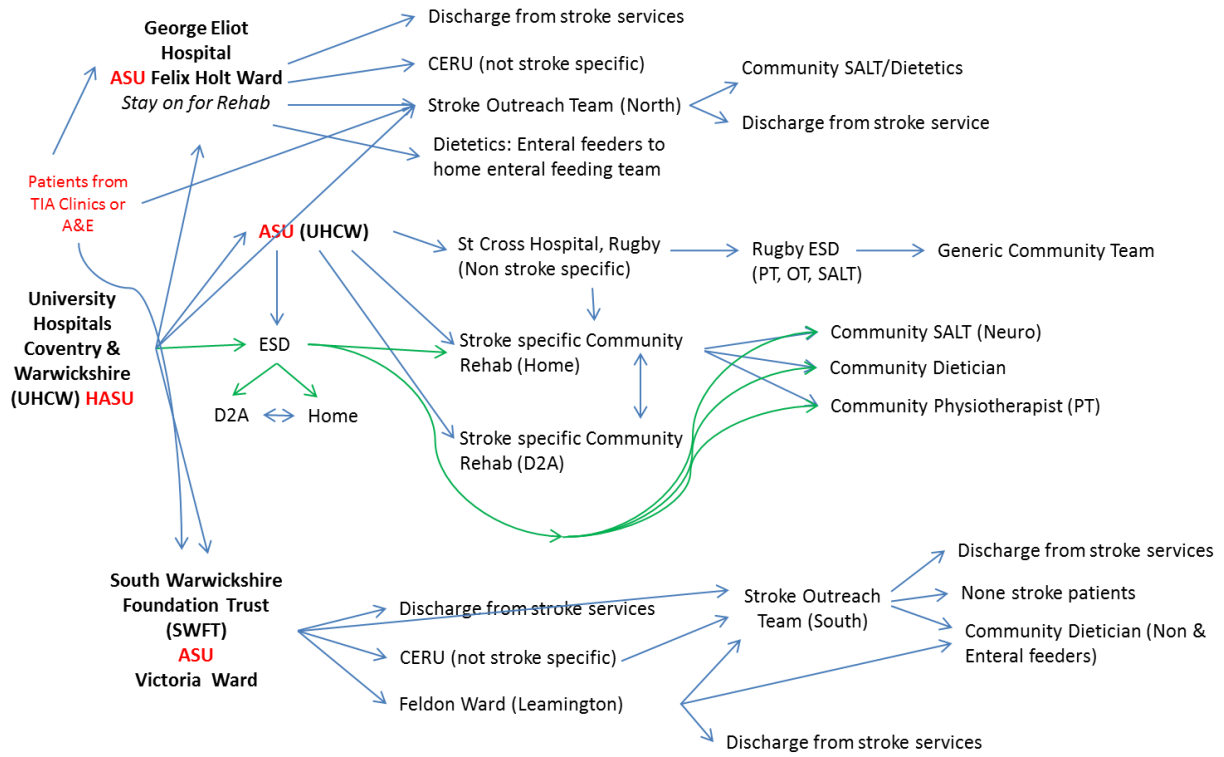 George Eliot
Hospital
ASU Felix Holt Ward
Stay on for Rehab
Discharge from stroke services
CERU (not stroke specific)
Stroke Outreach Team (North)
Dietetics: Enteral feeders to
home enteral feeding team
Community SALT/Dietetics
Discharge from stroke service
Patients from
TIA Clinics or
A&E
ASU (UHCW)
St Cross Hospital, Rugby
(Non stroke specific)
Rugby ESD
(PT, OT, SALT)
Generic Community Team
University
Hospitals
Coventry &
Warwickshire
(UHCW) HASU
ESD
D2A
Home
Stroke specific Community
Rehab (Home)
Stroke specific Community
Rehab (D2A)
Community SALT (Neuro)
Community Dietician
Community Physiotherapist (PT)
South Warwickshire
Foundation Trust
(SWFT)
ASU
Victoria Ward
Discharge from stroke services
CERU (not stroke specific)
Feldon Ward (Leamington)
Stroke Outreach
Team (South)
Discharge from stroke services
None stroke patients
Community Dietician (Non &
Enteral feeders)
Discharge from stroke services